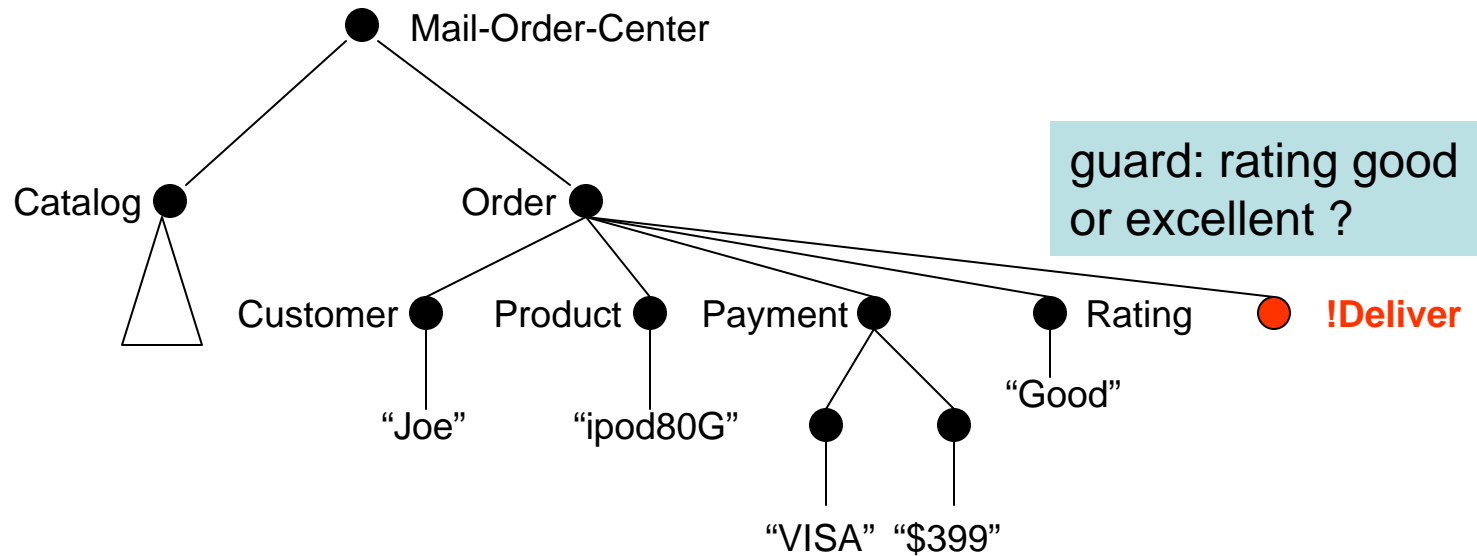 Mail-Order-Center
guard: rating good
or excellent ?
Catalog
Order
Customer
Product
Payment
Rating
!Deliver
“Joe”
“ipod80G”
“Good”
“VISA”
“$399”